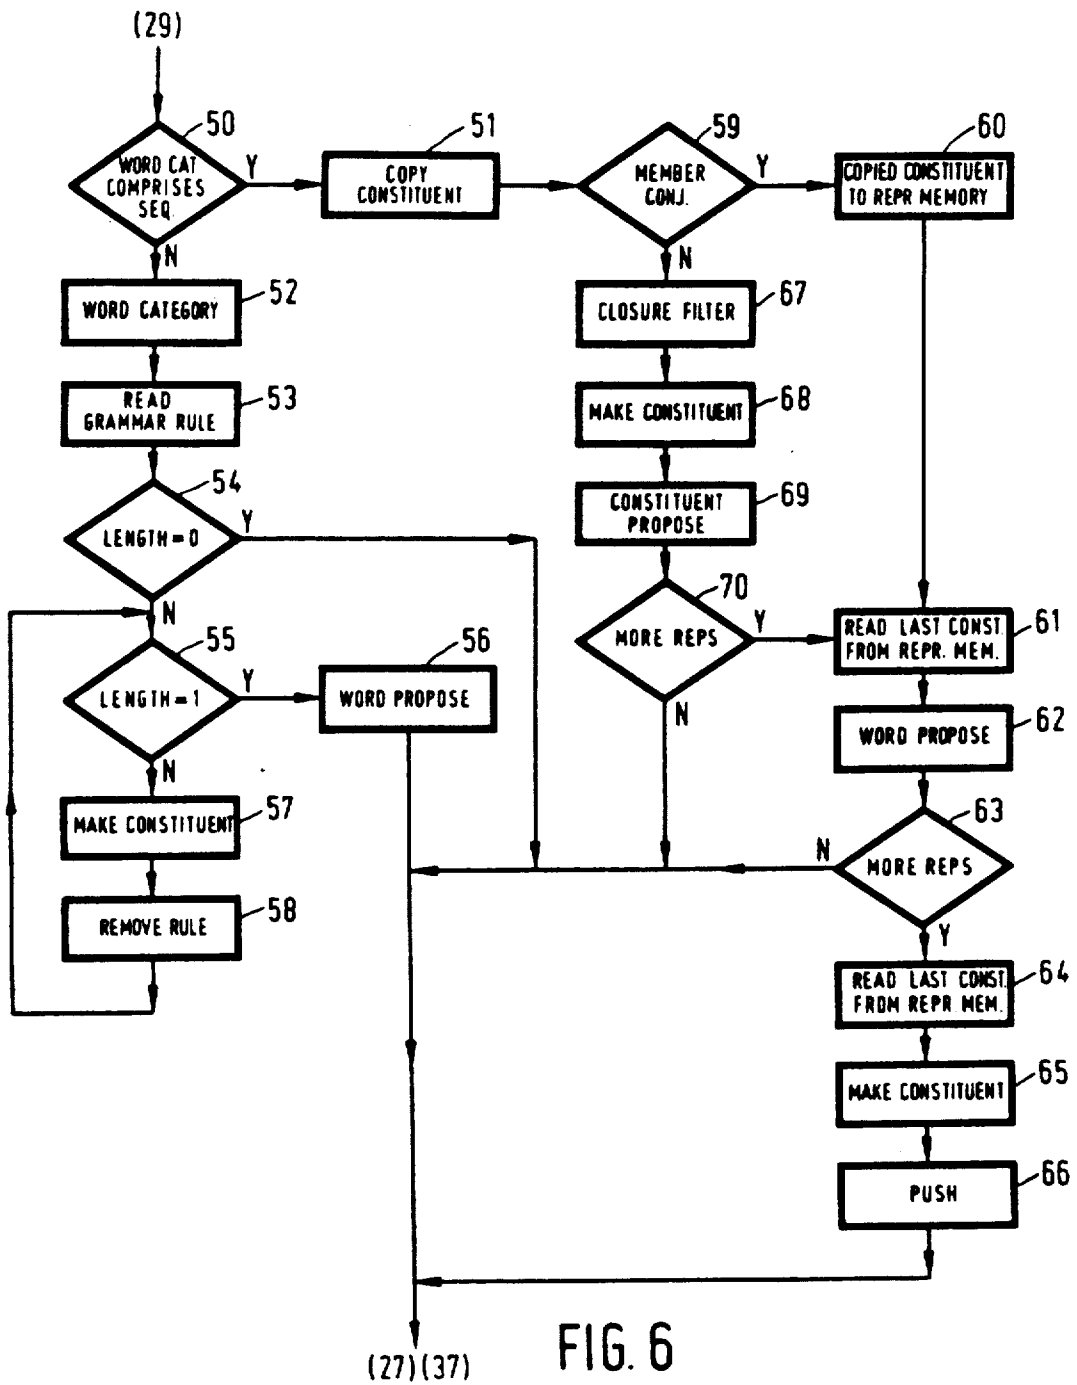 (29)
50
WORD CAT
COMPRISES
SEQ.
Y
N
51
COPY
CONSTITUENT
59
MEMBER
CONJ.
Y
N
60
COPIED CONSTITUENT
TO REPR MEMORY
52
WORD CATEGORY
67
CLOSURE FILTER
53
READ
GRAMMAR RULE
68
MAKE CONSTITUENT
54
LENGTH=0
Y
N
69
CONSTITUENT
PROPOSE
70
MORE REPS
Y
N
61
READ LAST CONST.
FROM REPR. MEM.
55
LENGTH=1
Y
N
56
WORD PROPOSE
62
WORD PROPOSE
57
MAKE CONSTITUENT
63
MORE REPS
N
Y
58
REMOVE RULE
64
READ LAST CONST.
FROM REPR MEM.
65
MAKE CONSTITUENT
66
PUSH
(27)(37)
FIG. 6